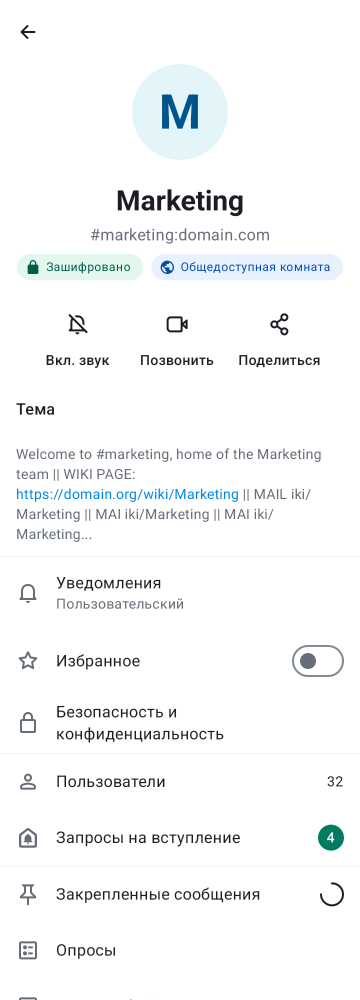 M
Marketing
#marketing:domain.com
Зашифровано
Общедоступная комната
Вкл. звук
Позвонить
Поделиться
Тема
Welcome to #marketing, home of the Marketing
team || WIKI PAGE:
https://domain.org/wiki/Marketing || MAIL iki/
Marketing || MAI iki/Marketing || MAI iki/
Marketing...
Уведомления
Пользовательский
Избранное
Безопасность и
конфиденциальность
Пользователи 32
Запросы на вступление 4
Закрепленные сообщения
Опросы